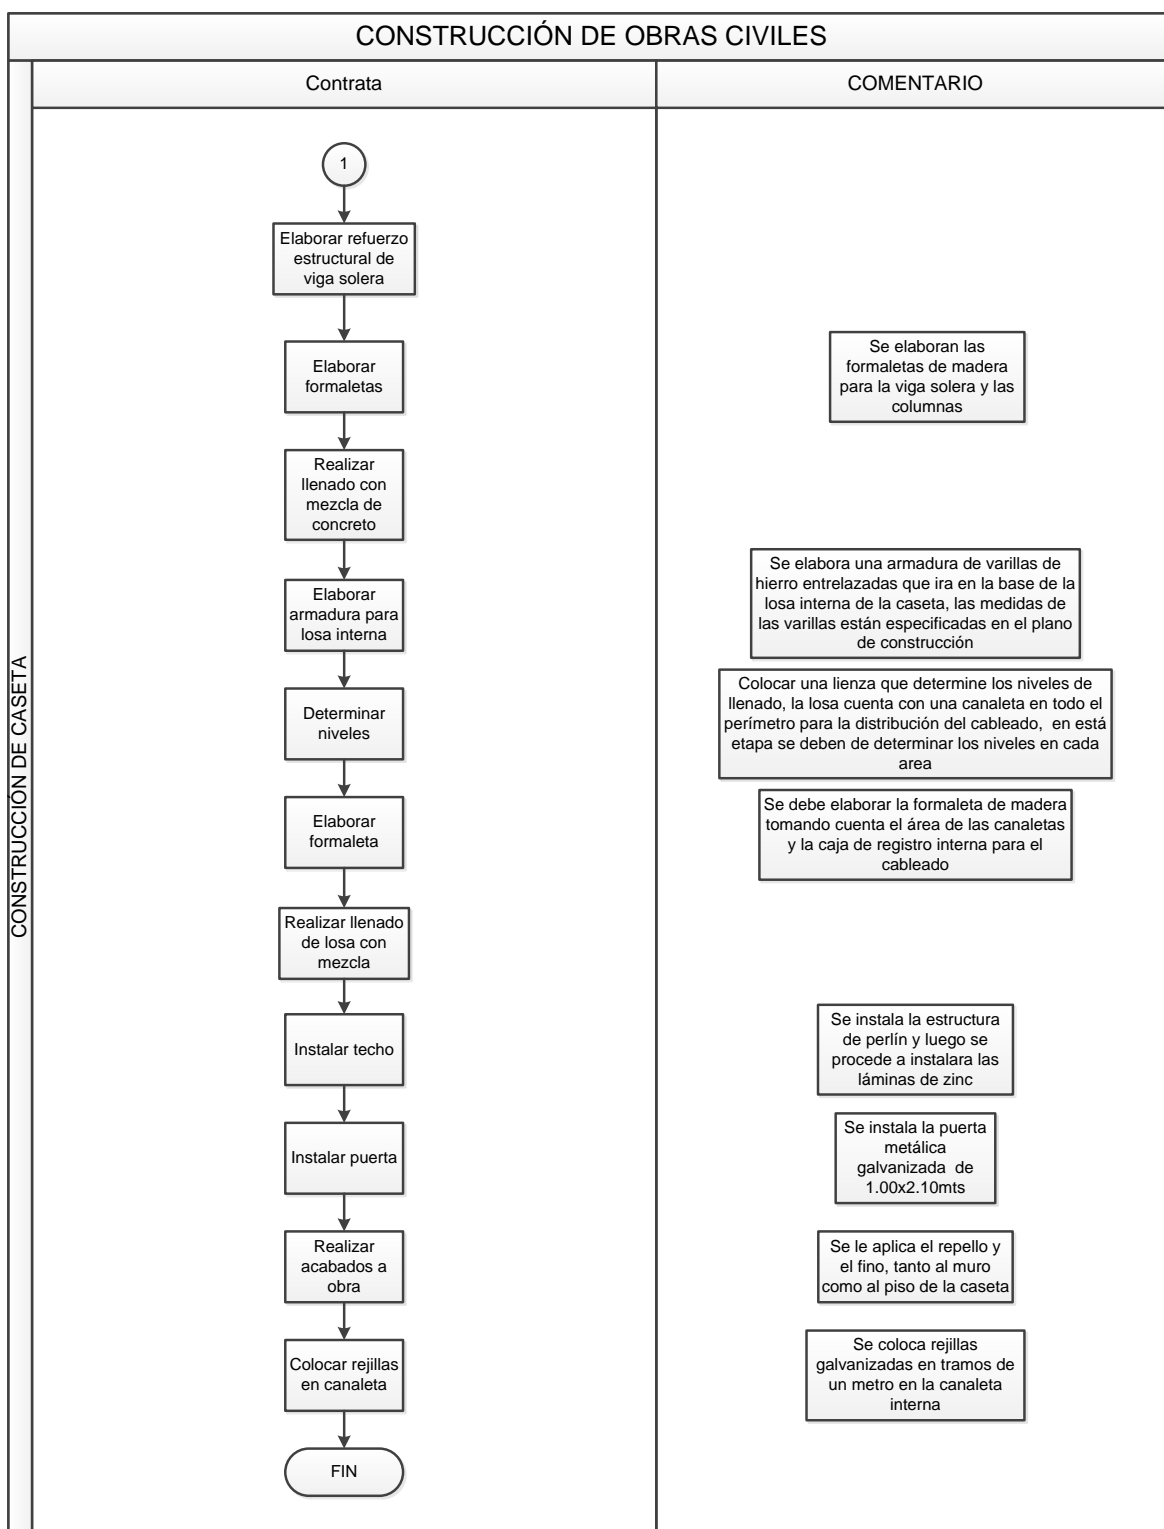 CONSTRUCCIÓN DE OBRAS CIVILES
Contrata
COMENTARIO
CONSTRUCCIÓN DE CASETA
1
Elaborar refuerzo
estructural de
viga solera
Elaborar
formaletas
Se elaboran las
formaletas de madera
para la viga solera y las
columnas
Realizar
llenado con
mezcla de
concreto
Elaborar
armadura para
losa interna
Se elabora una armadura de varillas de
hierro entrelazadas que ira en la base de la
losa interna de la caseta, las medidas de
las varillas están especificadas en el plano
de construcción
Determinar
niveles
Colocar una lienza que determine los niveles de
llenado, la losa cuenta con una canaleta en todo el
perímetro para la distribución del cableado,  en está
etapa se deben de determinar los niveles en cada
area
Elaborar
formaleta
Se debe elaborar la formaleta de madera
tomando cuenta el área de las canaletas
y la caja de registro interna para el
cableado
Realizar llenado
de losa con
mezcla
Instalar techo
Se instala la estructura
de perlín y luego se
procede a instalara las
láminas de zinc
Instalar puerta
Se instala la puerta
metálica
galvanizada  de
1.00x2.10mts
Realizar
acabados a
obra
Se le aplica el repello y
el fino, tanto al muro
como al piso de la caseta
Colocar rejillas
en canaleta
Se coloca rejillas
galvanizadas en tramos de
un metro en la canaleta
interna
FIN